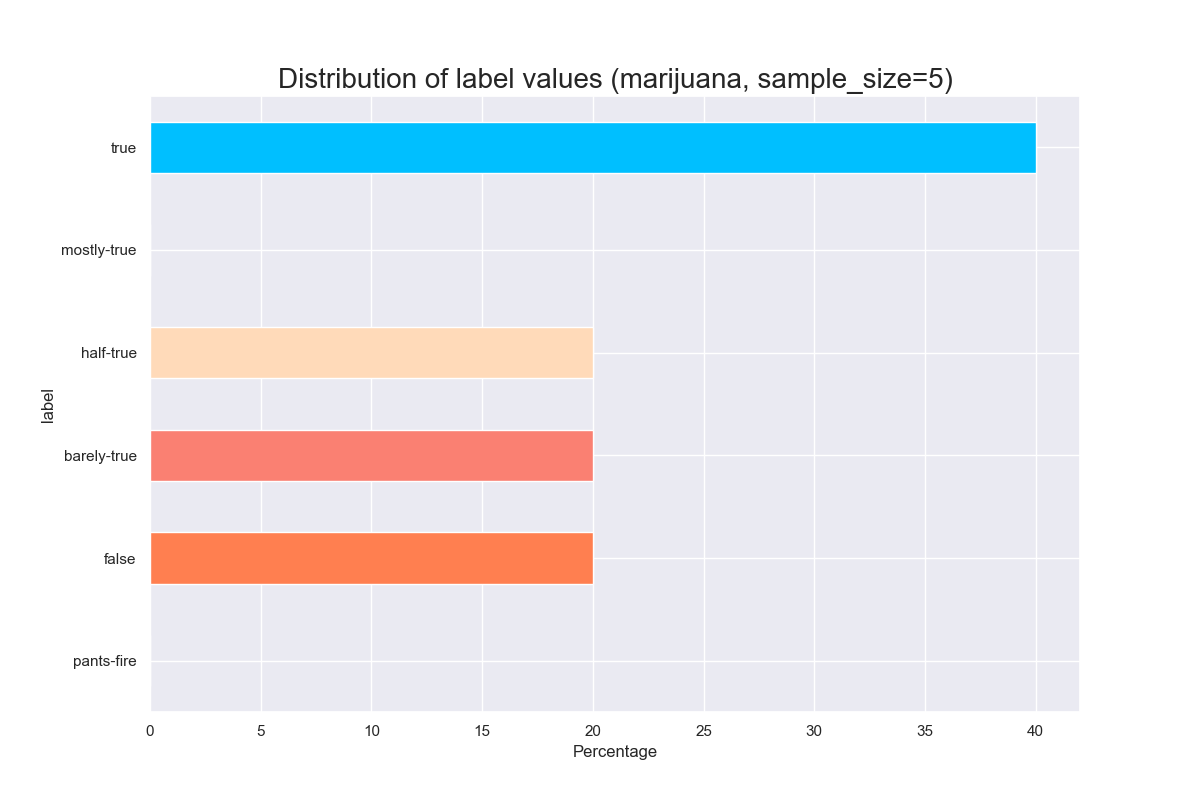 Distribution of label values (marijuana, sample_size=5)
true
mostly-true
half-true
label
barely-true
false
pants-fire
0 5 10 15 20 25 30 35 40
Percentage